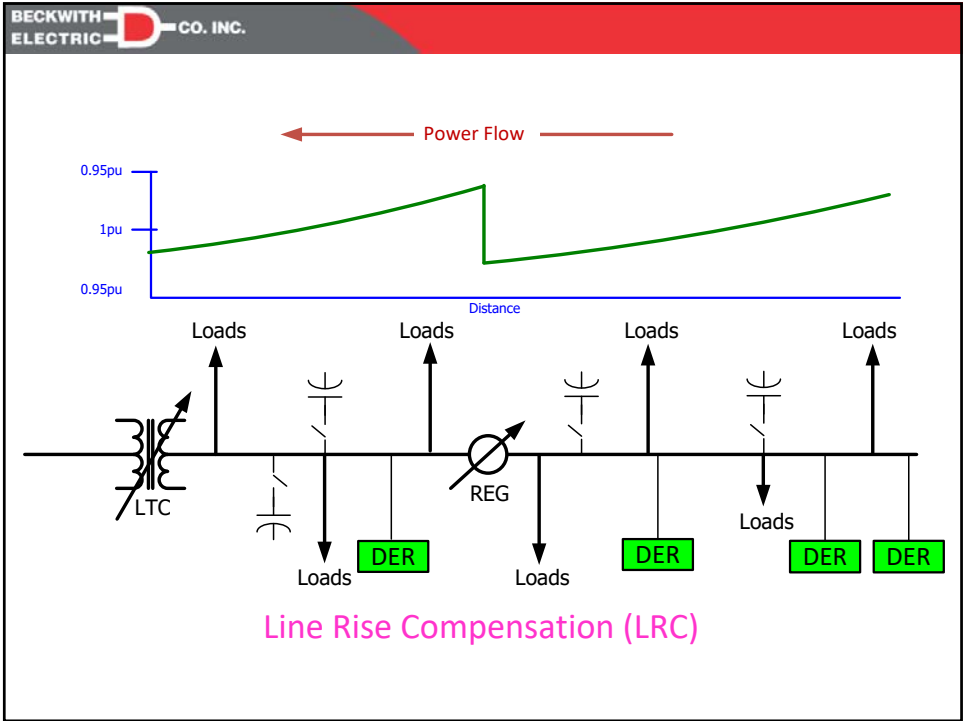 BECKWITH
ELECTRIC
CO. INC.
Power Flow
0.95pu
1pu
0.95pu
Distance
Loads
Loads
Loads
Loads
LTC
REG
Loads
DER
Loads
DER
Loads
DER
DER
Line Rise Compensation (LRC)